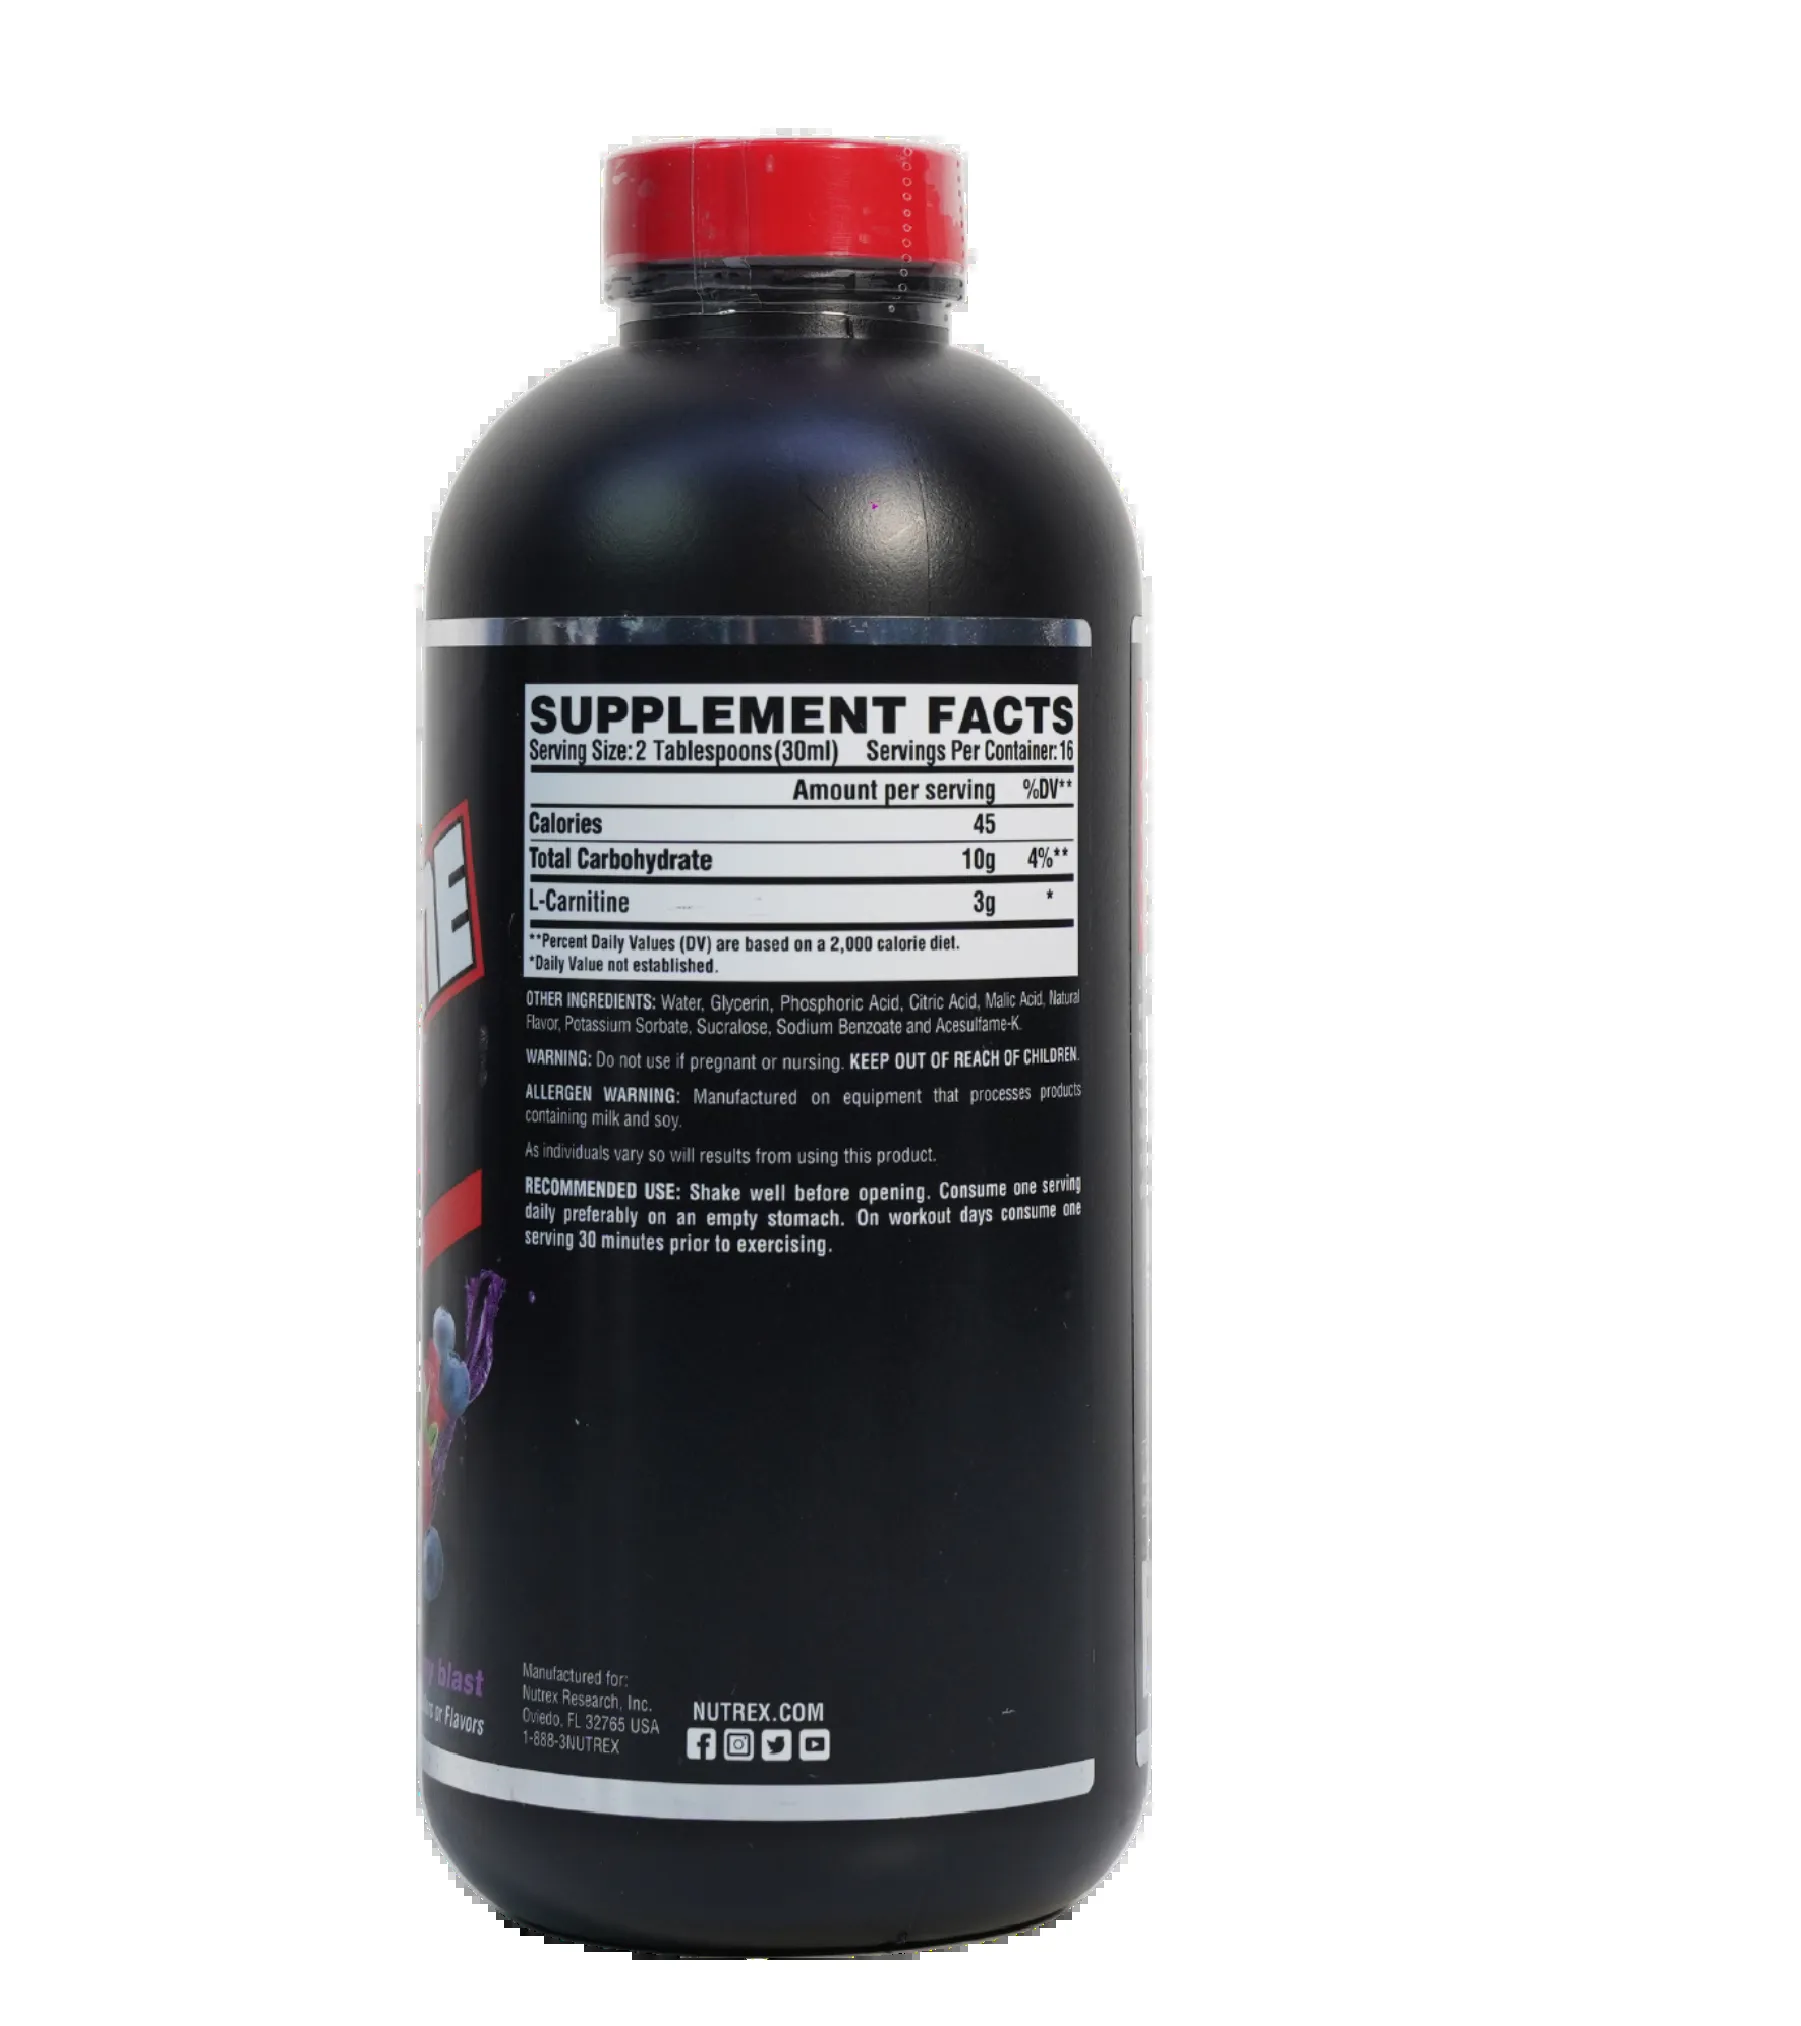 SUPPLEMENT FACTS
Serving Size: 2 Tablespoons (30ml) Servings Per Container: 16
Amount per serving %DV**
Calories 45
Total Carbohydrate 10g 4%**
L-Carnitine 3g *
**Percent Daily Values (DV) are based on a 2,000 calorie diet.
*Daily Value not established.
OTHER INGREDIENTS: Water, Glycerin, Phosphoric Acid, Citric Acid, Malic Acid, Natural
Flavor, Potassium Sorbate, Sucralose, Sodium Benzoate and Acesulfame-K.
WARNING: Do not use if pregnant or nursing. KEEP OUT OF REACH OF CHILDREN.
ALLERGEN WARNING: Manufactured on equipment that processes products
containing milk and soy.
As individuals vary so will results from using this product.
RECOMMENDED USE: Shake well before opening. Consume one serving
daily preferably on an empty stomach. On workout days consume one
serving 30 minutes prior to exercising.
blast
or Flavors
Manufactured for:
Nutrex Research, Inc.
Oviedo, FL 32765 USA
1-888-3NUTREX
NUTREX.COM